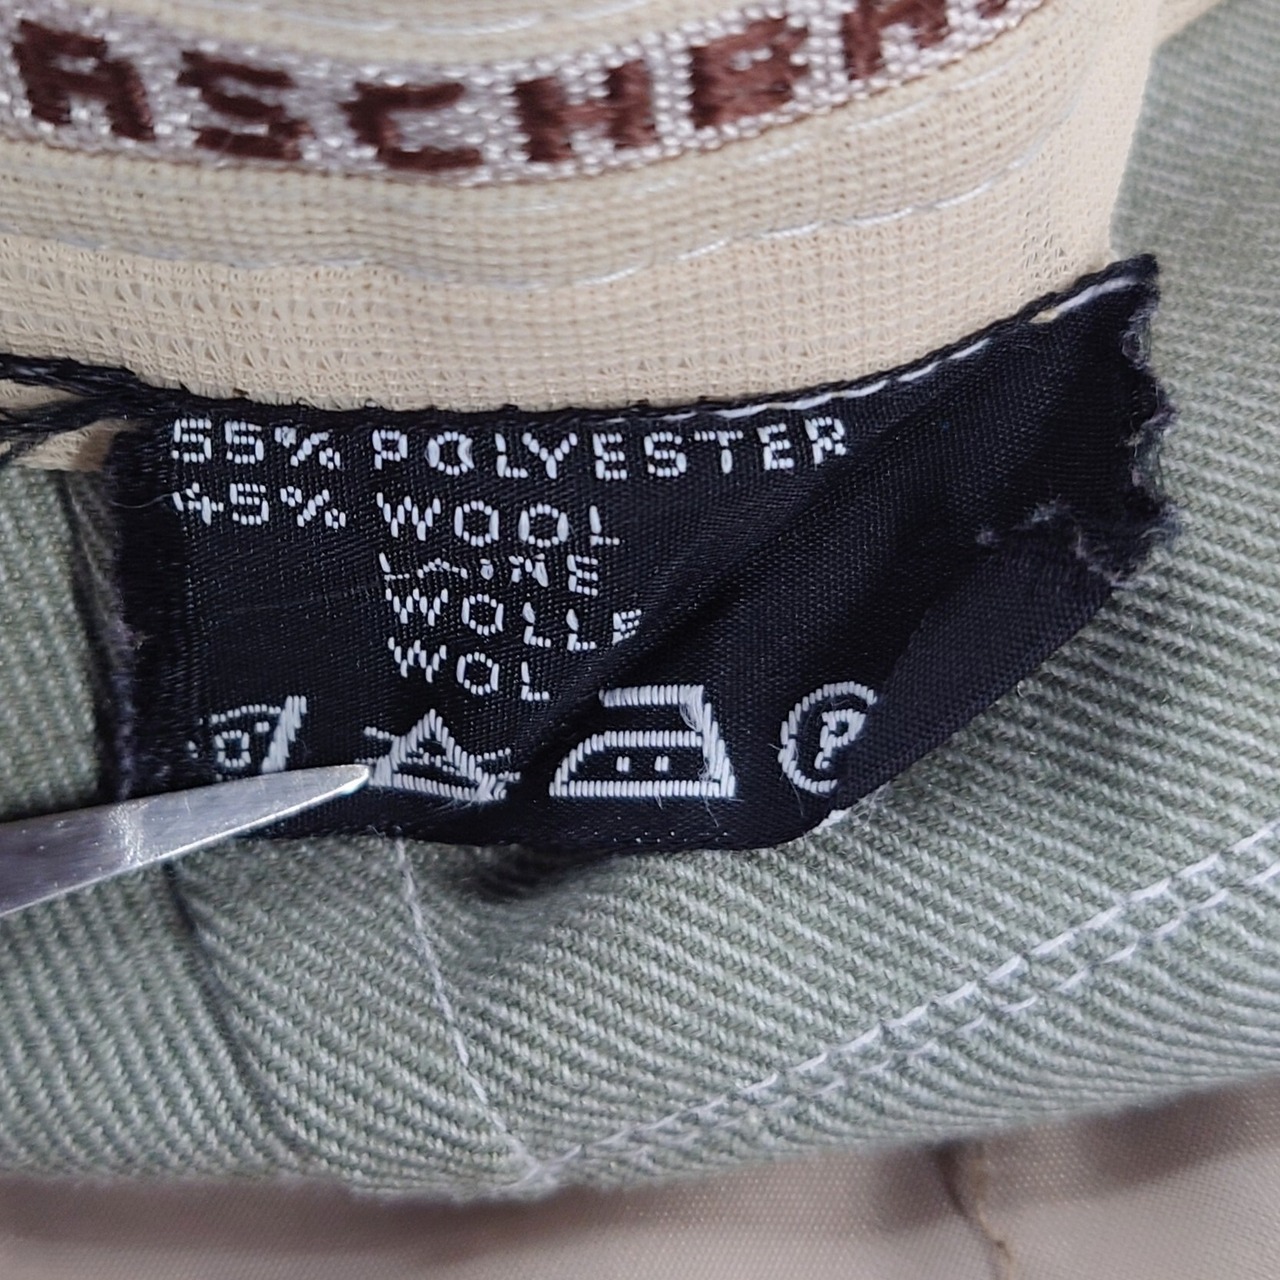 ASCHBA
55% POLYESTER
45% WOOL
LAINE
WOLLE
WOL
P